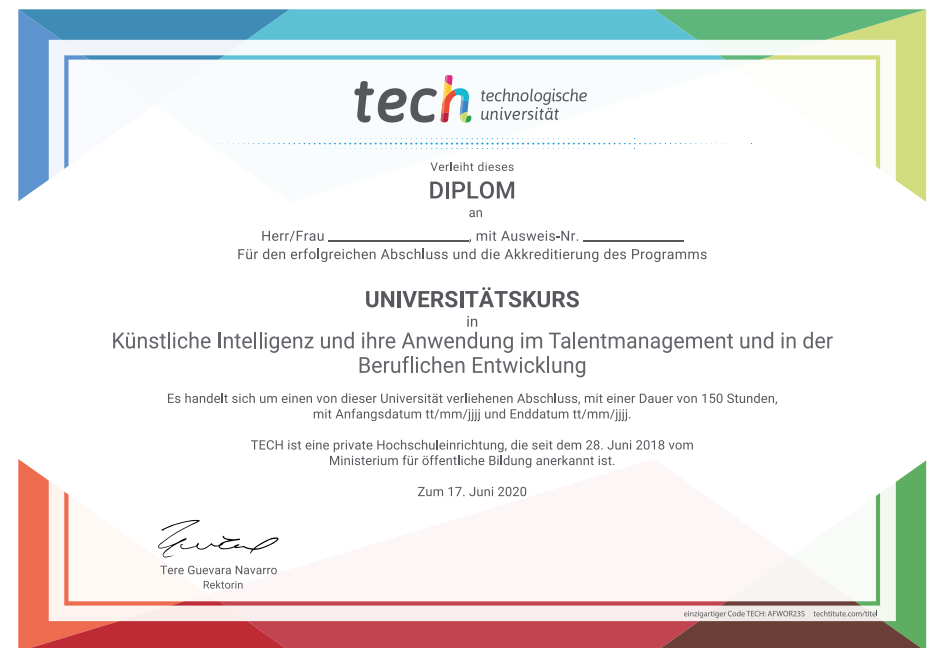 tech technologische
universität
Verleiht dieses
DIPLOM
an
Herr/Frau ____________________, mit Ausweis-Nr. ______________
Für den erfolgreichen Abschluss und die Akkreditierung des Programms
UNIVERSITÄTSKURS
in
Künstliche Intelligenz und ihre Anwendung im Talentmanagement und in der
Beruflichen Entwicklung
Es handelt sich um einen von dieser Universität verliehenen Abschluss, mit einer Dauer von 150 Stunden,
mit Anfangsdatum tt/mm/jjjj und Enddatum tt/mm/jjjj.
TECH ist eine private Hochschuleinrichtung, die seit dem 28. Juni 2018 vom
Ministerium für öffentliche Bildung anerkannt ist.
Zum 17. Juni 2020
Tere Guevara Navarro
Rektorin
einzigartiger Code TECH: AFWOR23S techtitute.com/titel